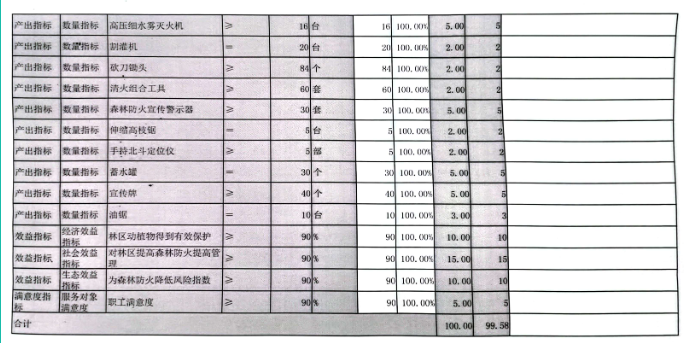 产出指标 数量指标 高压细水雾灭火机 ≥ 16 台 16 100.00% 5.00 5
产出指标 数量指标 割灌机 = 20 台 20 100.00% 2.00 2
产出指标 数量指标 砍刀锄头 ≥ 84 个 84 100.00% 2.00 2
产出指标 数量指标 清火组合工具 ≥ 60 套 60 100.00% 2.00 2
产出指标 数量指标 森林防火宣传警示器 ≥ 30 套 30 100.00% 5.00 5
产出指标 数量指标 伸缩高枝锯 = 5 台 5 100.00% 2.00 2
产出指标 数量指标 手持北斗定位仪 ≥ 5 部 5 100.00% 2.00 2
产出指标 数量指标 蓄水罐 = 30 个 30 100.00% 5.00 5
产出指标 数量指标 宣传牌 ≥ 40 个 40 100.00% 5.00 5
产出指标 数量指标 油锯 = 10 台 10 100.00% 3.00 3
效益指标 经济效益指标 林区动植物得到有效保护 ≥ 90 % 90 100.00% 10.00 10
效益指标 社会效益指标 对林区提高森林防火提高管理 ≥ 90 % 90 100.00% 15.00 15
效益指标 生态效益指标 为森林防火降低风险指数 ≥ 90 % 90 100.00% 10.00 10
满意度指标 服务对象满意度 职工满意度 ≥ 90 % 90 100.00% 5.00 5
合计 100.00 99.58